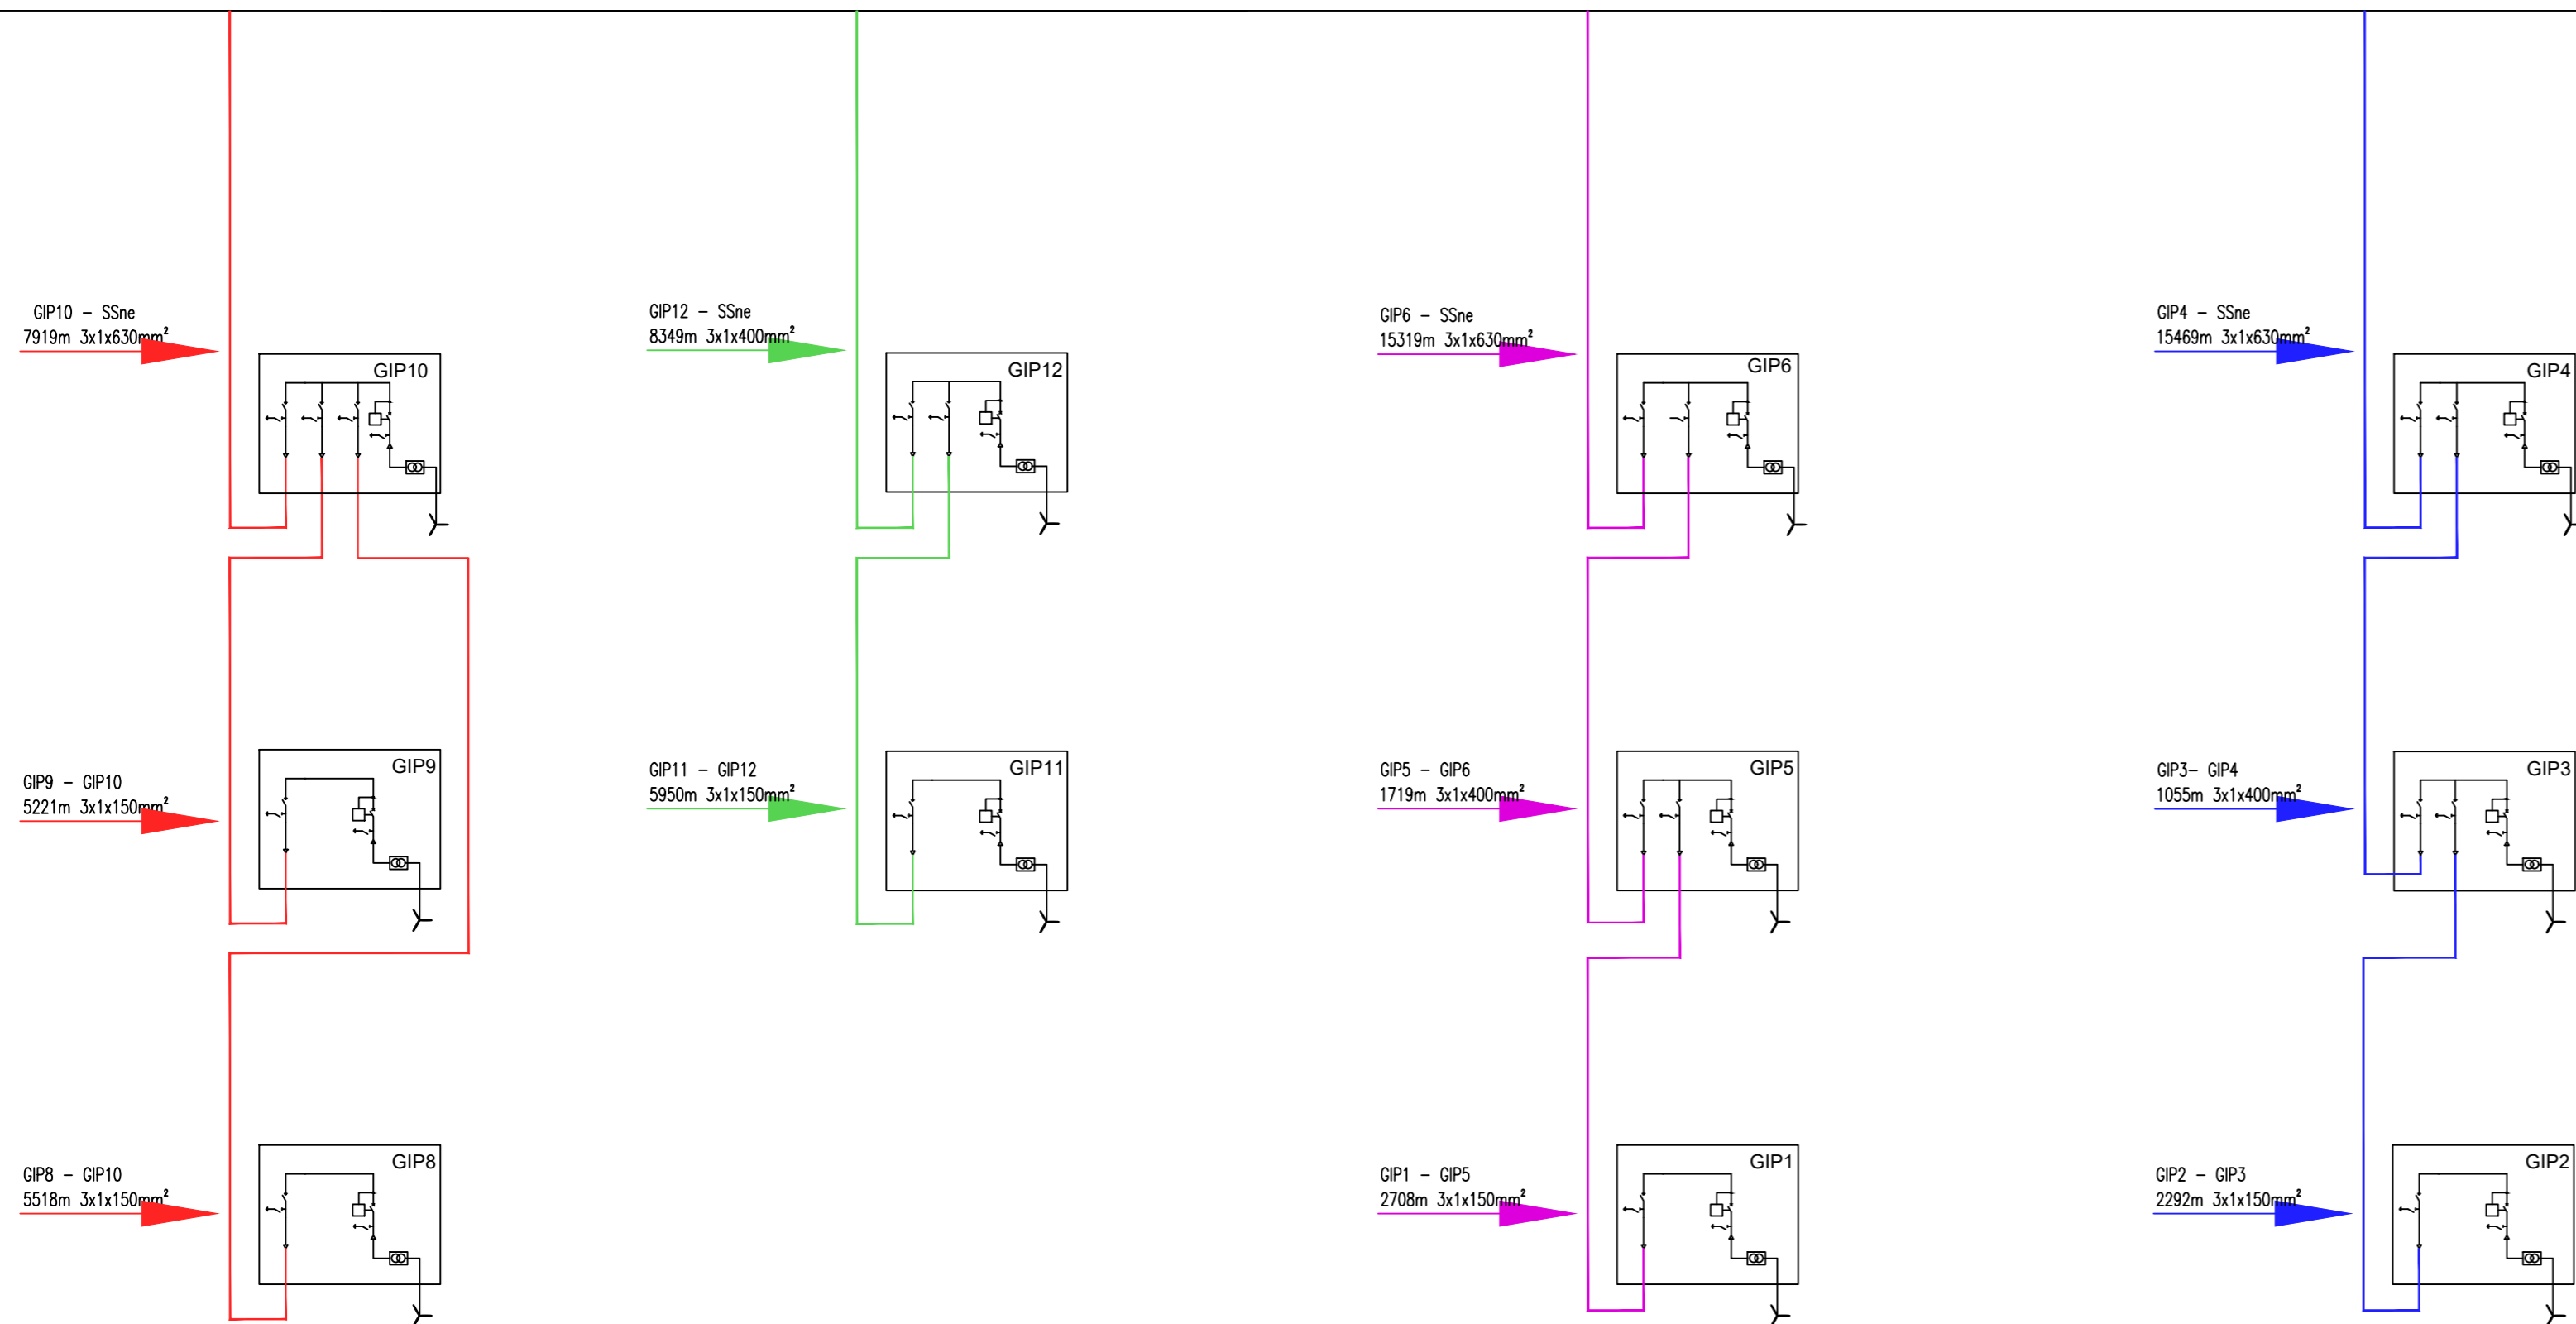 GIP10 - SSne
7919m 3x1x630mm²
GIP10
GIP12 - SSne
8349m 3x1x400mm²
GIP12
GIP6 - SSne
15319m 3x1x630mm²
GIP6
GIP4 - SSne
15469m 3x1x630mm²
GIP4
GIP9 - GIP10
5221m 3x1x150mm²
GIP9
GIP11 - GIP12
5950m 3x1x150mm²
GIP11
GIP5 - GIP6
1719m 3x1x400mm²
GIP5
GIP3- GIP4
1055m 3x1x400mm²
GIP3
GIP8 - GIP10
5518m 3x1x150mm²
GIP8
GIP1 - GIP5
2708m 3x1x150mm²
GIP1
GIP2 - GIP3
2292m 3x1x150mm²
GIP2